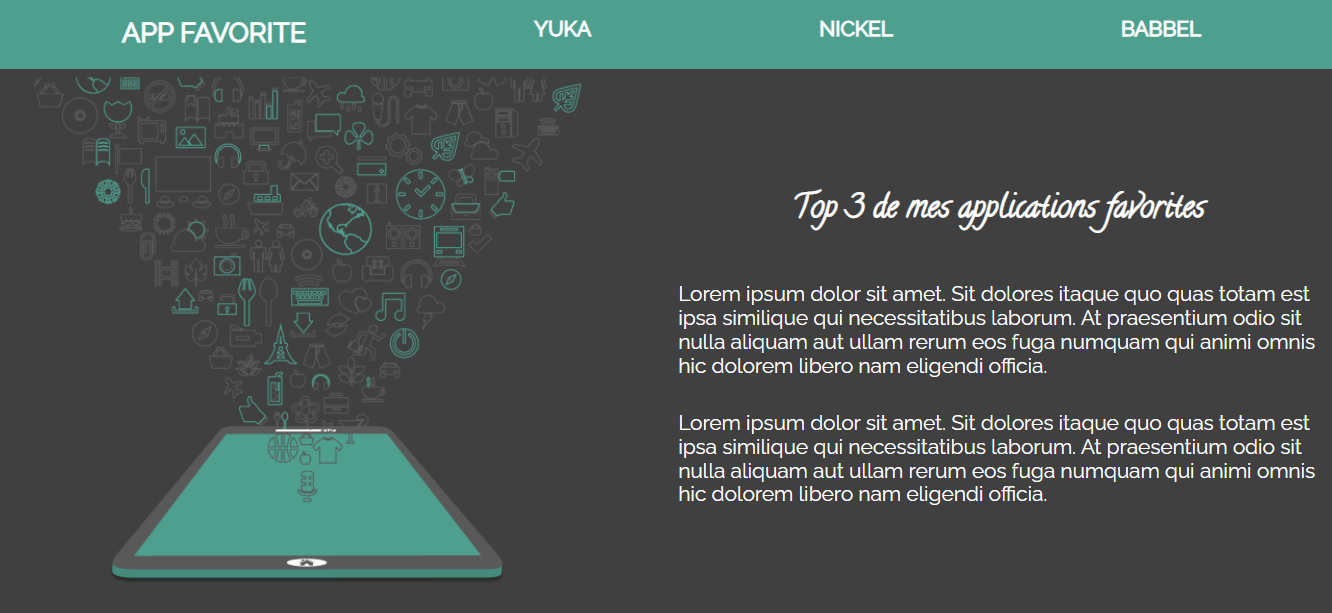 APP FAVORITE YUKA NICKEL BABBEL
Top 3 de mes applications favorites
Lorem ipsum dolor sit amet. Sit dolores itaque quo quas totam est
ipsa similique qui necessitatibus laborum. At praesentium odio sit
nulla aliquam aut ullam rerum eos fuga numquam qui animi omnis
hic dolorem libero nam eligendi officia.
Lorem ipsum dolor sit amet. Sit dolores itaque quo quas totam est
ipsa similique qui necessitatibus laborum. At praesentium odio sit
nulla aliquam aut ullam rerum eos fuga numquam qui animi omnis
hic dolorem libero nam eligendi officia.